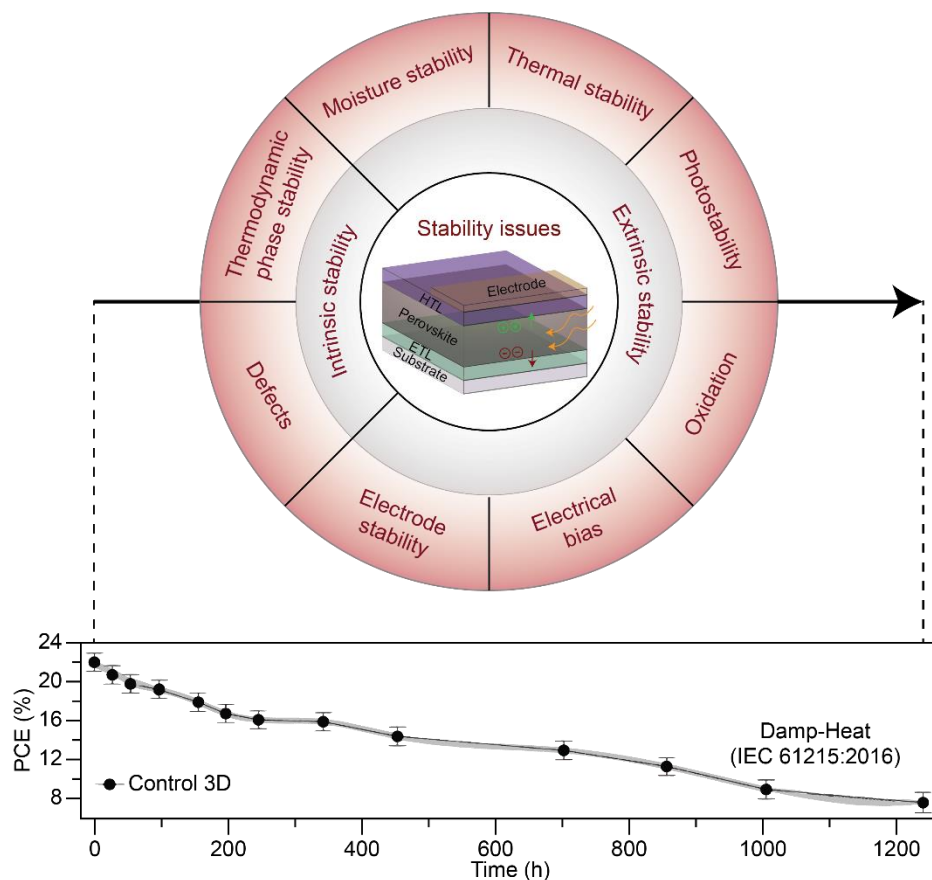 Moisture stability
Thermal stability
Thermodynamic
phase stability
Photostability
Intrinsic stability
Extrinsic stability
Stability issues
Electrode
HTL
Perovskite
ETL
Substrate
Defects
Oxidation
Electrode
stability
Electrical
bias
24
20
16
12
8
PCE (%)
Damp-Heat
(IEC 61215:2016)
Control 3D
0 200 400 600 800 1000 1200
Time (h)